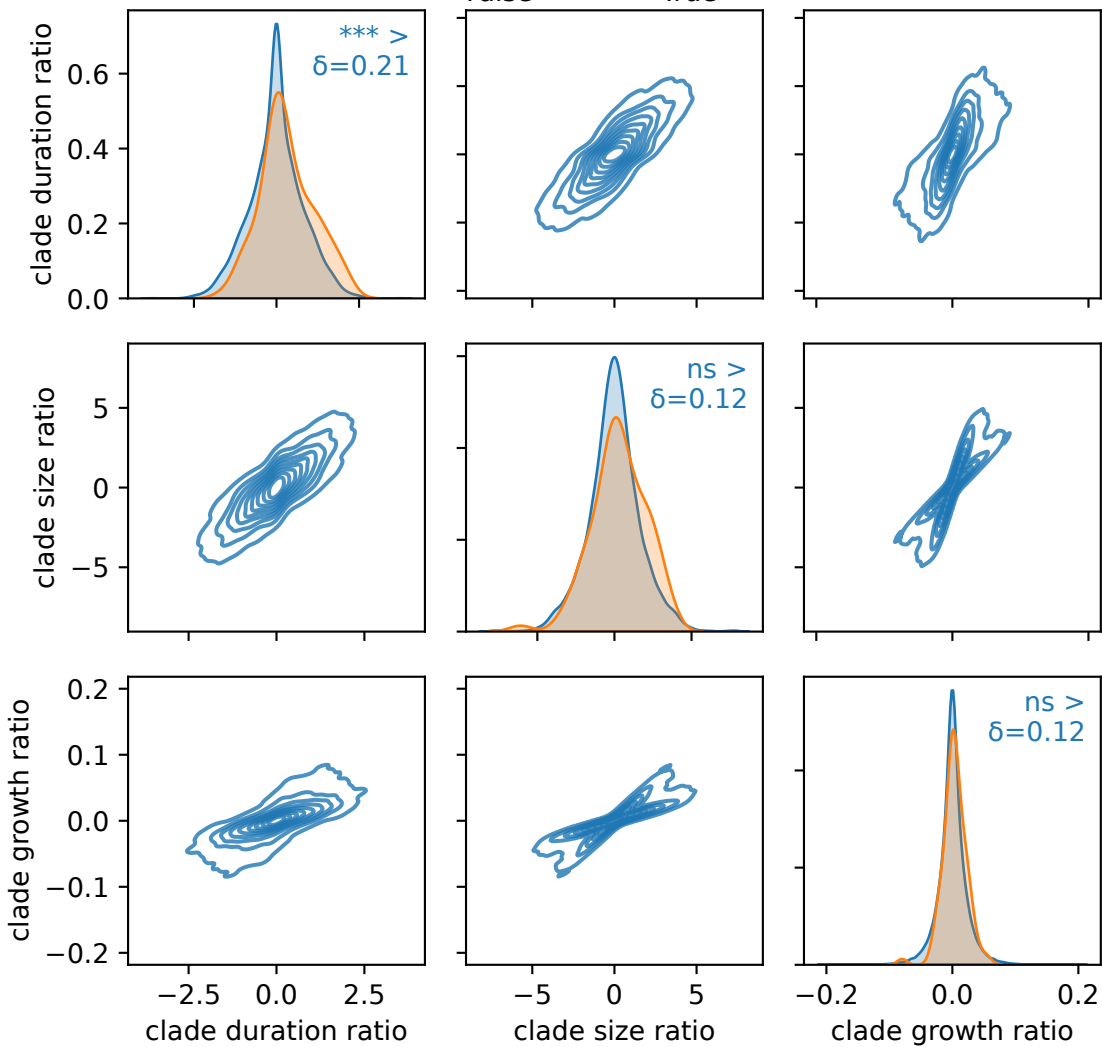 clade duration ratio
0.6
0.4
0.2
0.0
*** >
δ=0.21
clade size ratio
5
0
−5
ns >
δ=0.12
clade growth ratio
0.2
0.1
0.0
−0.1
−0.2
ns >
δ=0.12
−2.5 0.0 2.5
clade duration ratio
−5 0 5
clade size ratio
−0.2 0.0 0.2
clade growth ratio